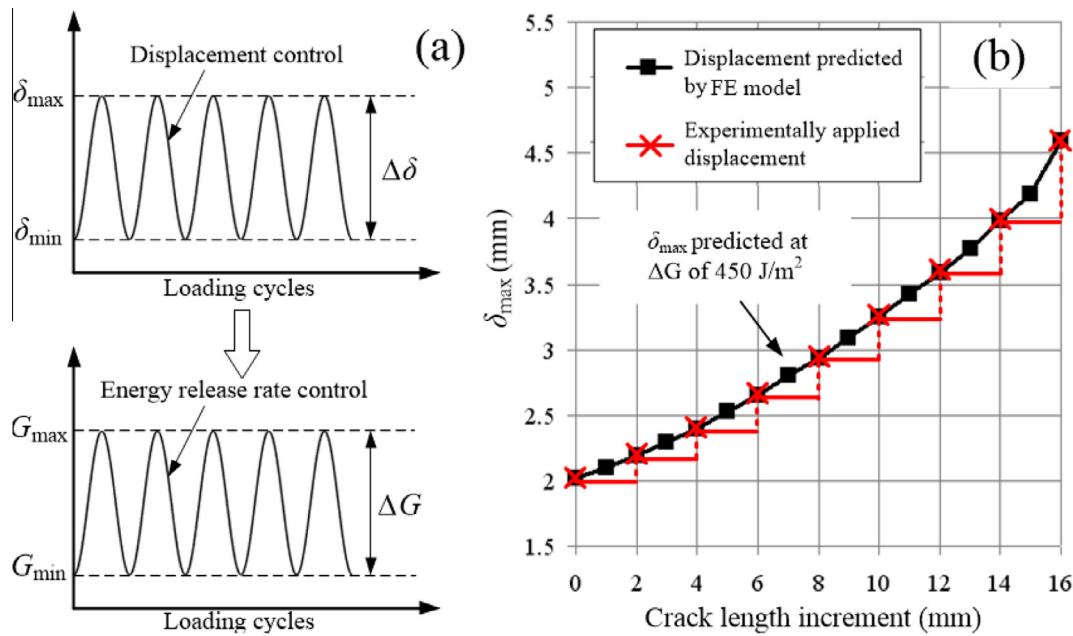 (a)
Displacement control
δmax
Δδ
δmin
Loading cycles
Energy release rate control
Gmax
ΔG
Gmin
Loading cycles
(b)
Displacement predicted
by FE model
Experimentally applied
displacement
δmax predicted at
ΔG of 450 J/m²
δmax (mm)
5.5
5
4.5
4
3.5
3
2.5
2
1.5
0 2 4 6 8 10 12 14 16
Crack length increment (mm)